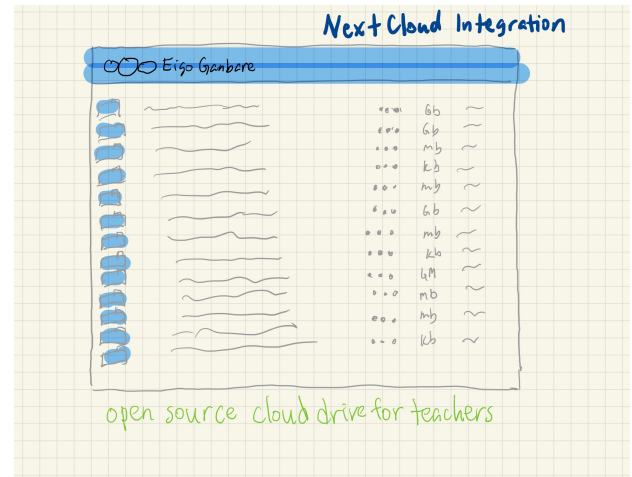 Next Cloud Integration
Eigo Ganbare
Gb
Gb
mb
kb
mb
Gb
mb
kb
mb
mb
Kb
open source cloud drive for teachers